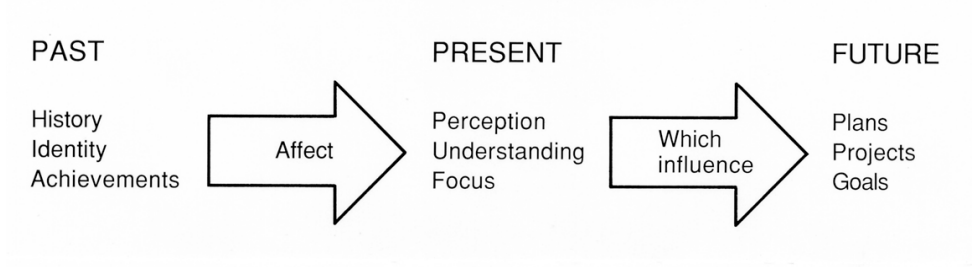 PAST
History
Identity
Achievements
Affect
PRESENT
Perception
Understanding
Focus
Which
influence
FUTURE
Plans
Projects
Goals